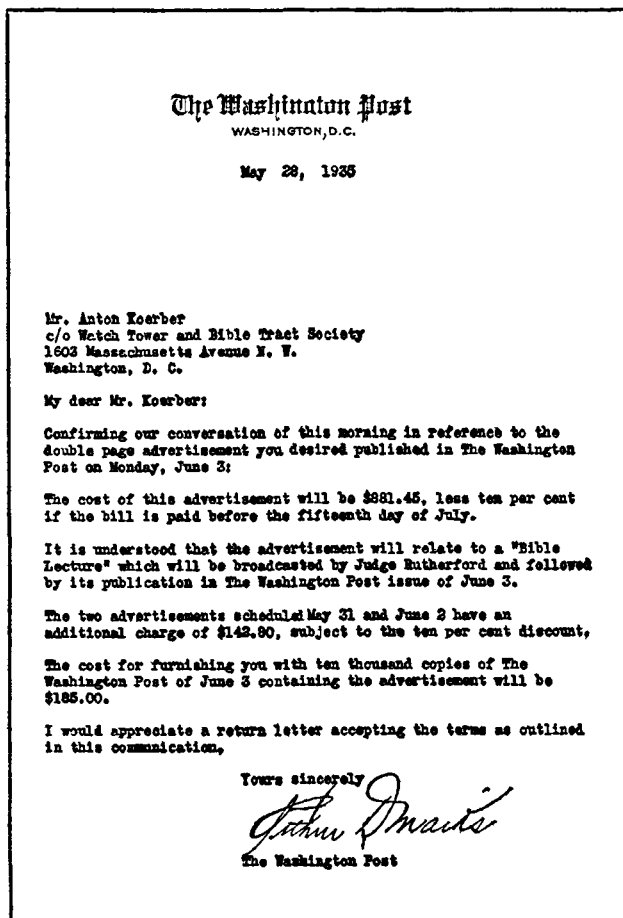 The Washington Post
WASHINGTON, D.C.
May 28, 1935
Mr. Anton Koerber
c/o Watch Tower and Bible Tract Society
1603 Massachusetts Avenue N. W.
Washington, D. C.
My dear Mr. Koerber:
Confirming our conversation of this morning in reference to the
double page advertisement you desired published in The Washington
Post on Monday, June 3:
The cost of this advertisement will be $881.45, less ten per cent
if the bill is paid before the fifteenth day of July.
It is understood that the advertisement will relate to a "Bible
Lecture" which will be broadcasted by Judge Rutherford and followed
by its publication in The Washington Post issue of June 3.
The two advertisements scheduled May 31 and June 2 have an
additional charge of $142.80, subject to the ten per cent discount.
The cost for furnishing you with ten thousand copies of The
Washington Post of June 3 containing the advertisement will be
$185.00.
I would appreciate a return letter accepting the terms as outlined
in this communication.
Yours sincerely
Arthur D Marks
The Washington Post